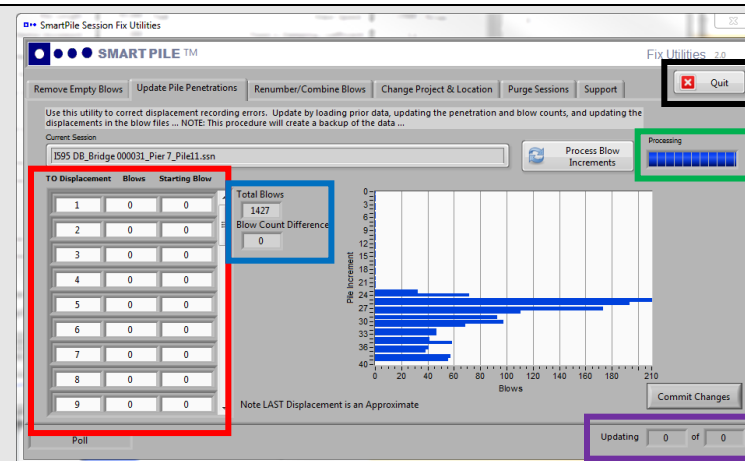 SmartPile Session Fix Utilities
SMARTPILE TM
Fix Utilities 2.0
Remove Empty Blows
Update Pile Penetrations
Renumber/Combine Blows
Change Project & Location
Purge Sessions
Support
Quit
Use this utility to correct displacement recording errors. Update by loading prior data, updating the penetration and blow counts, and updating the
displacements in the blow files ... NOTE: This procedure will create a backup of the data ...
Current Session
I595 DB_Bridge 000031_Pier 7_Pile11.ssn
Process Blow
Increments
Processing
TO Displacement Blows Starting Blow
1 0 0
2 0 0
3 0 0
4 0 0
5 0 0
6 0 0
7 0 0
8 0 0
9 0 0
Total Blows
1427
Blow Count Difference
0
Pile Increment
0
3
6
9
12
15
18
21
24
27
30
33
36
40
0 20 40 60 80 100 120 140 160 180 210
Blows
Note LAST Displacement is an Approximate
Commit Changes
Poll
Updating 0 of 0